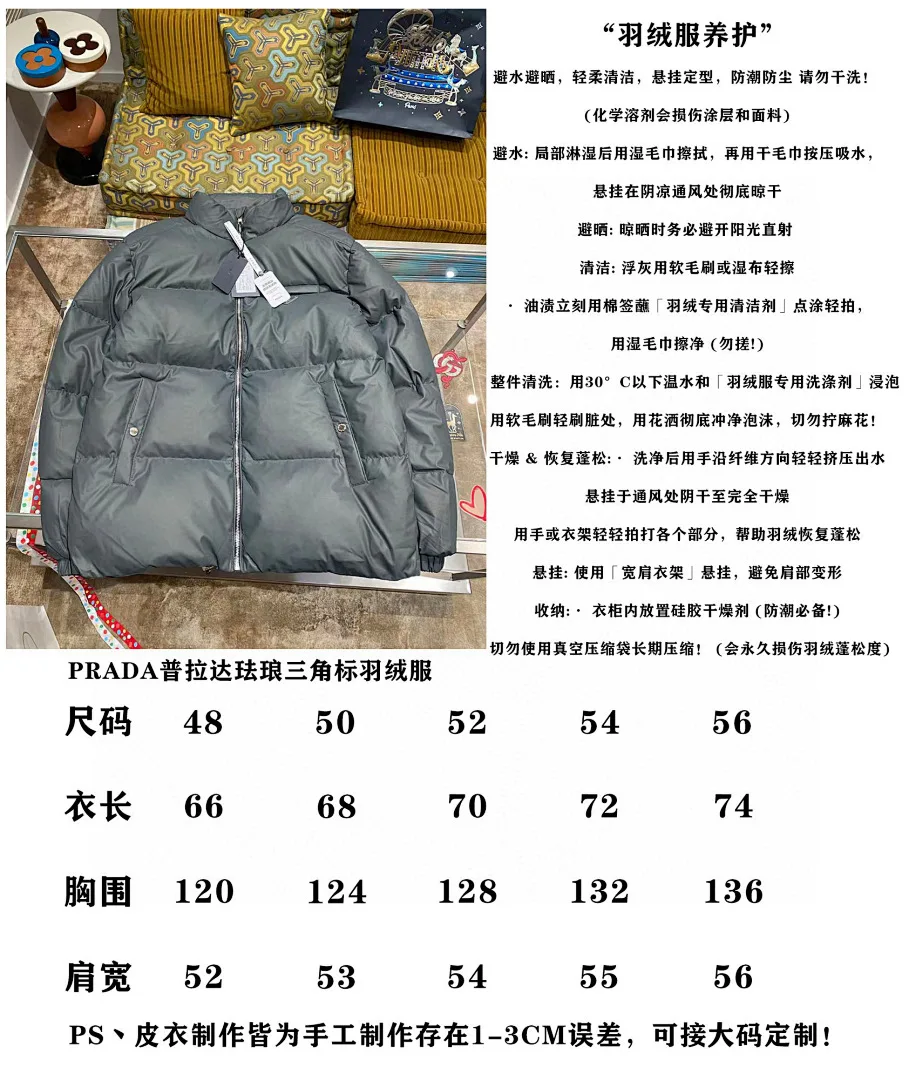 “羽绒服养护”
避水避晒，轻柔清洁，悬挂定型，防潮防尘 请勿干洗！
(化学溶剂会损伤涂层和面料)
避水: 局部淋湿后用湿毛巾擦拭，再用干毛巾按压吸水，
悬挂在阴凉通风处彻底晾干
避晒: 晾晒时务必避开阳光直射
清洁: 浮灰用软毛刷或湿布轻擦
· 油渍立刻用棉签蘸「羽绒专用清洁剂」点涂轻拍，
用湿毛巾擦净 (勿搓!)
整件清洗: 用30°C以下温水和「羽绒服专用洗涤剂」浸泡
用软毛刷轻刷脏处，用花洒彻底冲净泡沫，切勿拧麻花！
干燥 & 恢复蓬松: · 洗净后用手沿纤维方向轻轻挤压出水
悬挂于通风处阴干至完全干燥
用手或衣架轻轻拍打各个部分，帮助羽绒恢复蓬松
悬挂: 使用「宽肩衣架」悬挂，避免肩部变形
收纳: · 衣柜内放置硅胶干燥剂 (防潮必备!)
切勿使用真空压缩袋长期压缩！ (会永久损伤羽绒蓬松度)
PRADA普拉达珐琅三角标羽绒服
尺码 48 50 52 54 56
衣长 66 68 70 72 74
胸围 120 124 128 132 136
肩宽 52 53 54 55 56
PS、皮衣制作皆为手工制作存在1-3CM误差，可接大码定制！